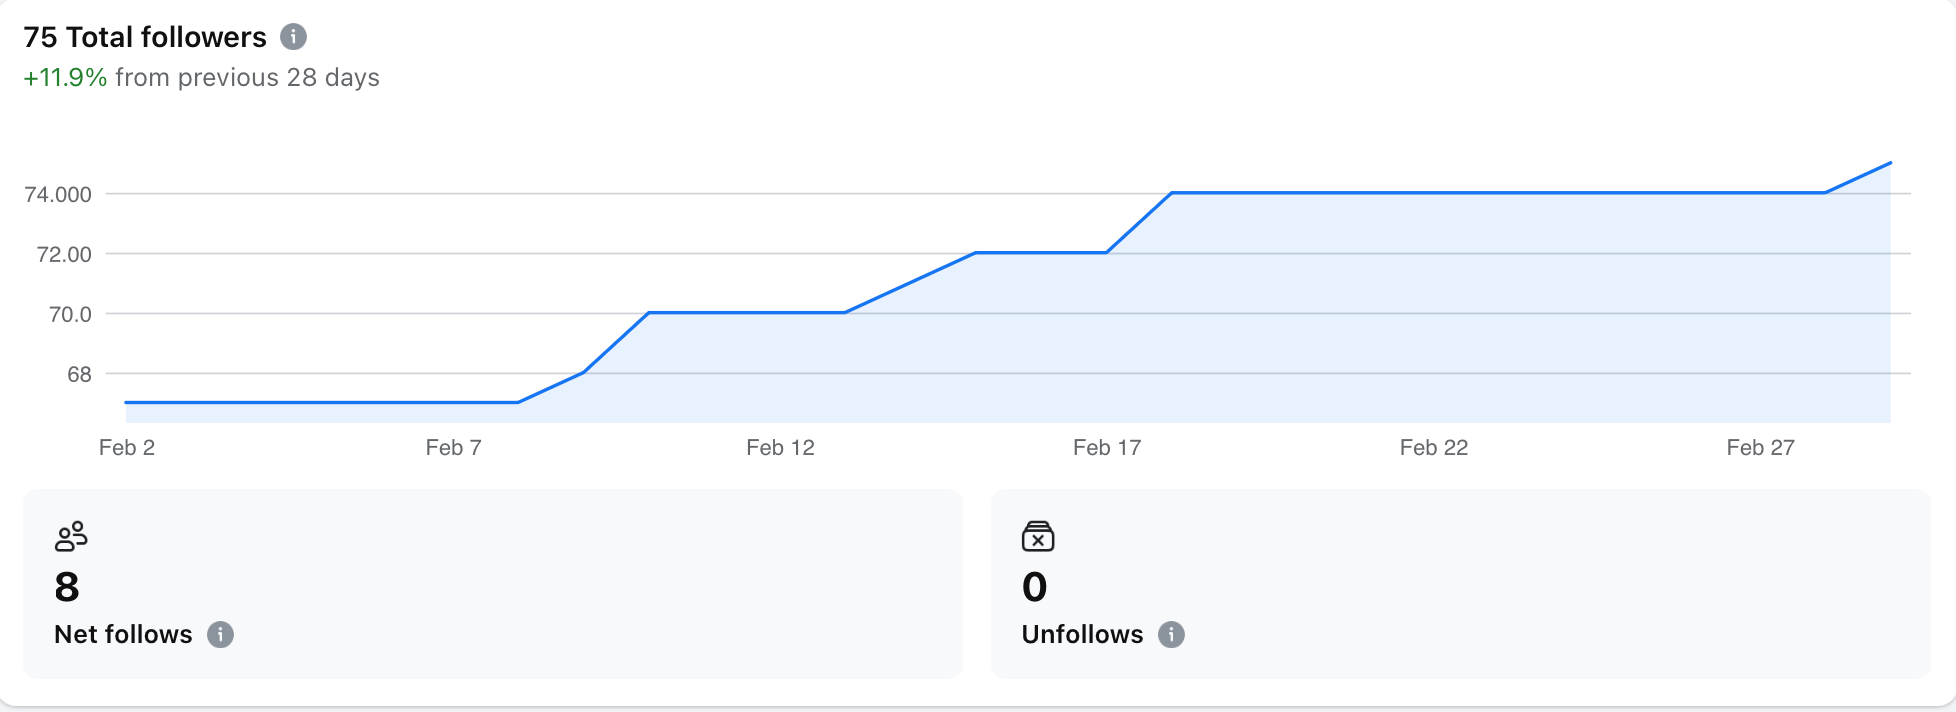 75 Total followers
+11.9% from previous 28 days
74.000
72.00
70.0
68
Feb 2
Feb 7
Feb 12
Feb 17
Feb 22
Feb 27
8
Net follows
0
Unfollows